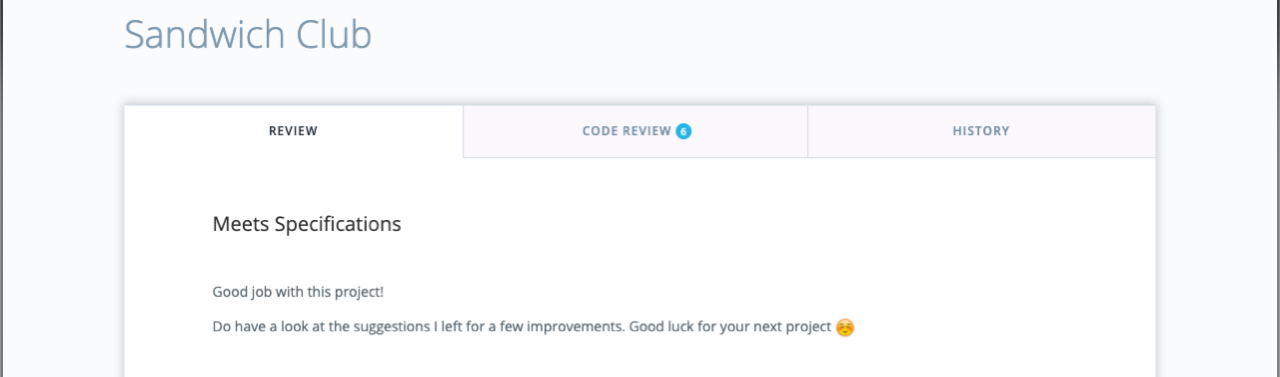 Sandwich Club
REVIEW
CODE REVIEW 6
HISTORY
Meets Specifications
Good job with this project!
Do have a look at the suggestions I left for a few improvements. Good luck for your next project ☺️